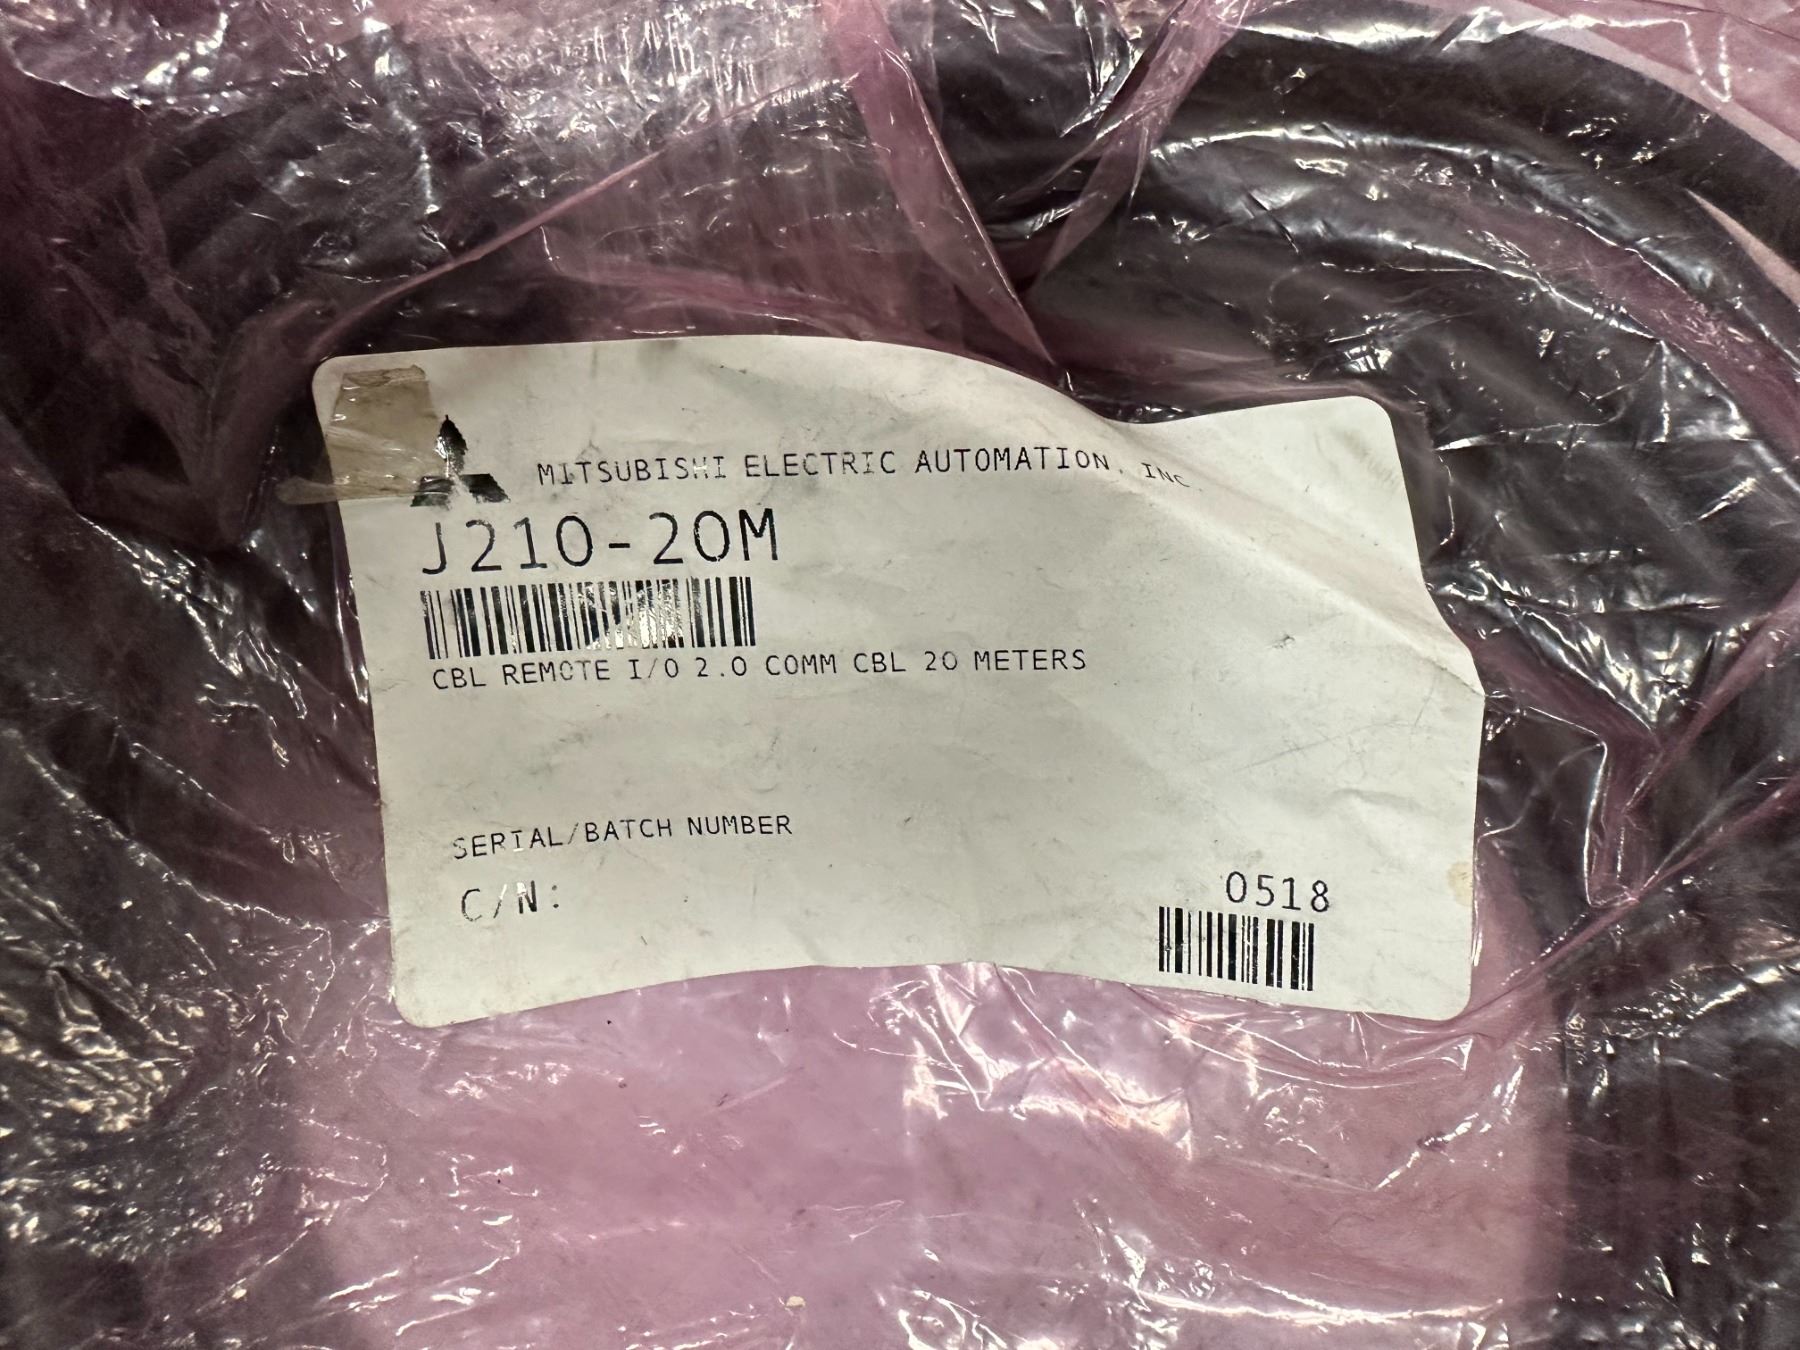 MITSUBISHI ELECTRIC AUTOMATION, INC.
J210-20M
CBL REMOTE I/O 2.0 COMM CBL 20 METERS
SERIAL/BATCH NUMBER
C/N:
0518